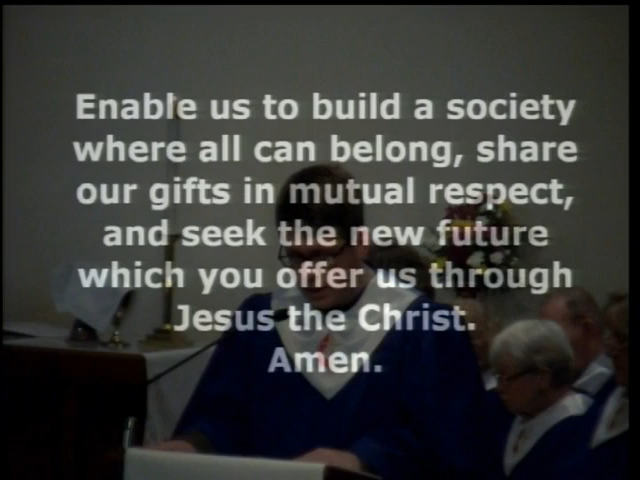 Enable us to build a society
where all can belong, share
our gifts in mutual respect,
and seek the new future
which you offer us through
Jesus the Christ.
Amen.